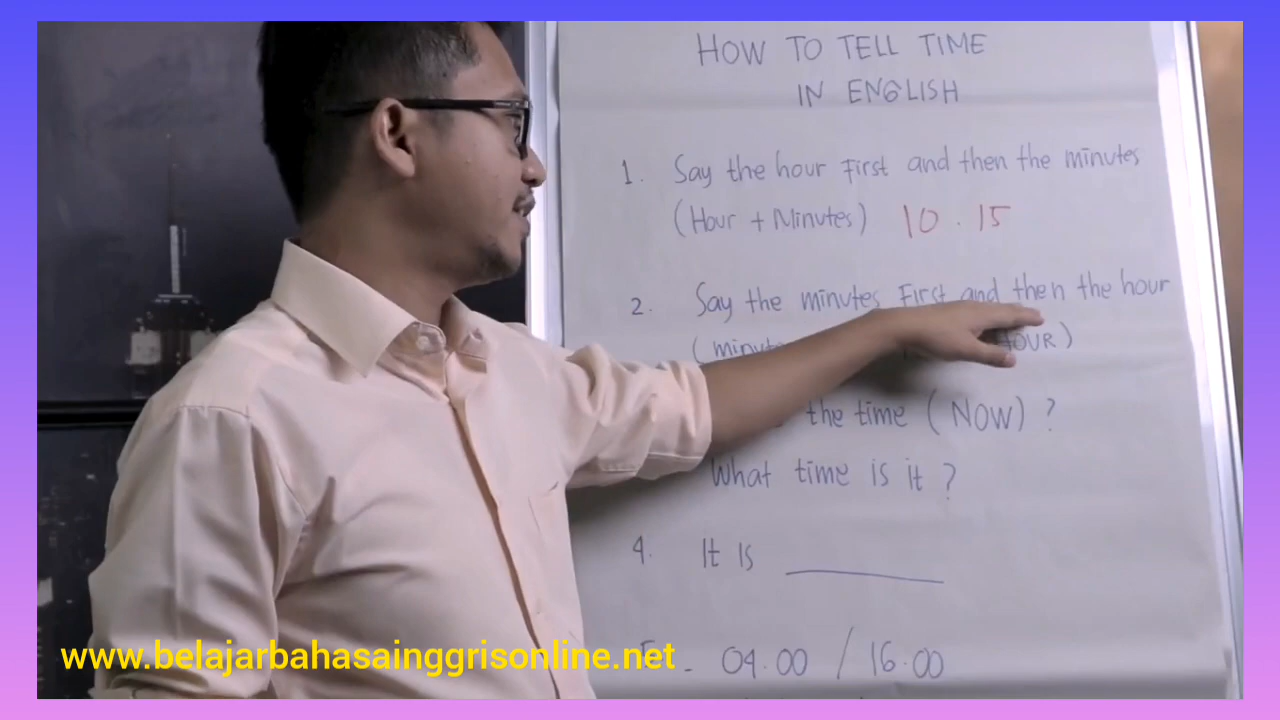 HOW TO TELL TIME
IN ENGLISH
1. Say the hour First and then the minutes
(Hour + Minutes) 10.15
2. Say the minutes First and then the hour
( HOUR)
the time (NOW) ?
What time is it ?
4. It Is ______
- 04.00 / 16.00
www.belajarbahasainggrisonline.net